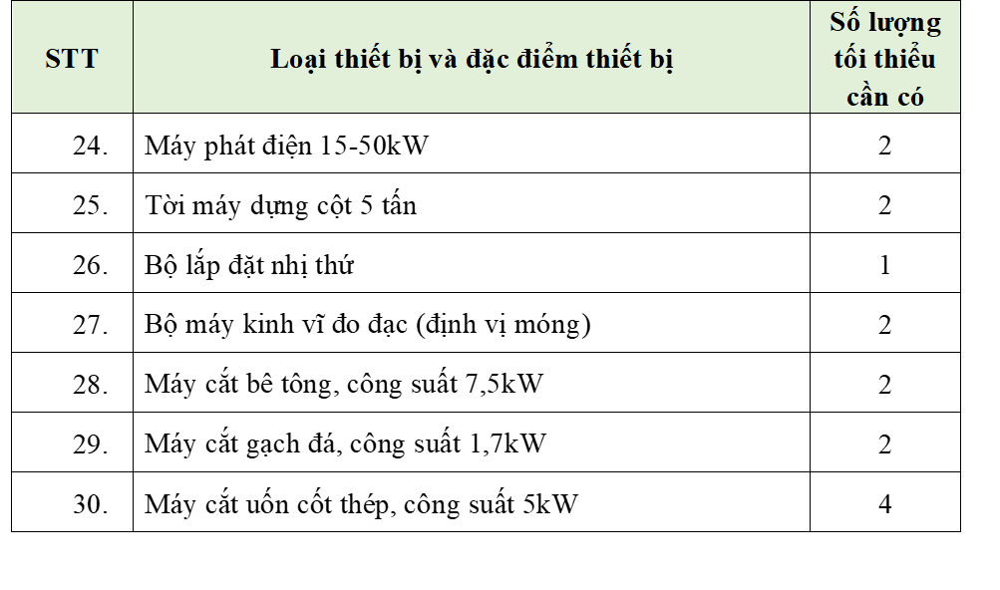 STT Loại thiết bị và đặc điểm thiết bị Số lượng
tối thiểu
cần có
24. Máy phát điện 15-50kW 2
25. Tời máy dựng cột 5 tấn 2
26. Bộ lắp đặt nhị thứ 1
27. Bộ máy kinh vĩ đo đạc (định vị móng) 2
28. Máy cắt bê tông, công suất 7,5kW 2
29. Máy cắt gạch đá, công suất 1,7kW 2
30. Máy cắt uốn cốt thép, công suất 5kW 4